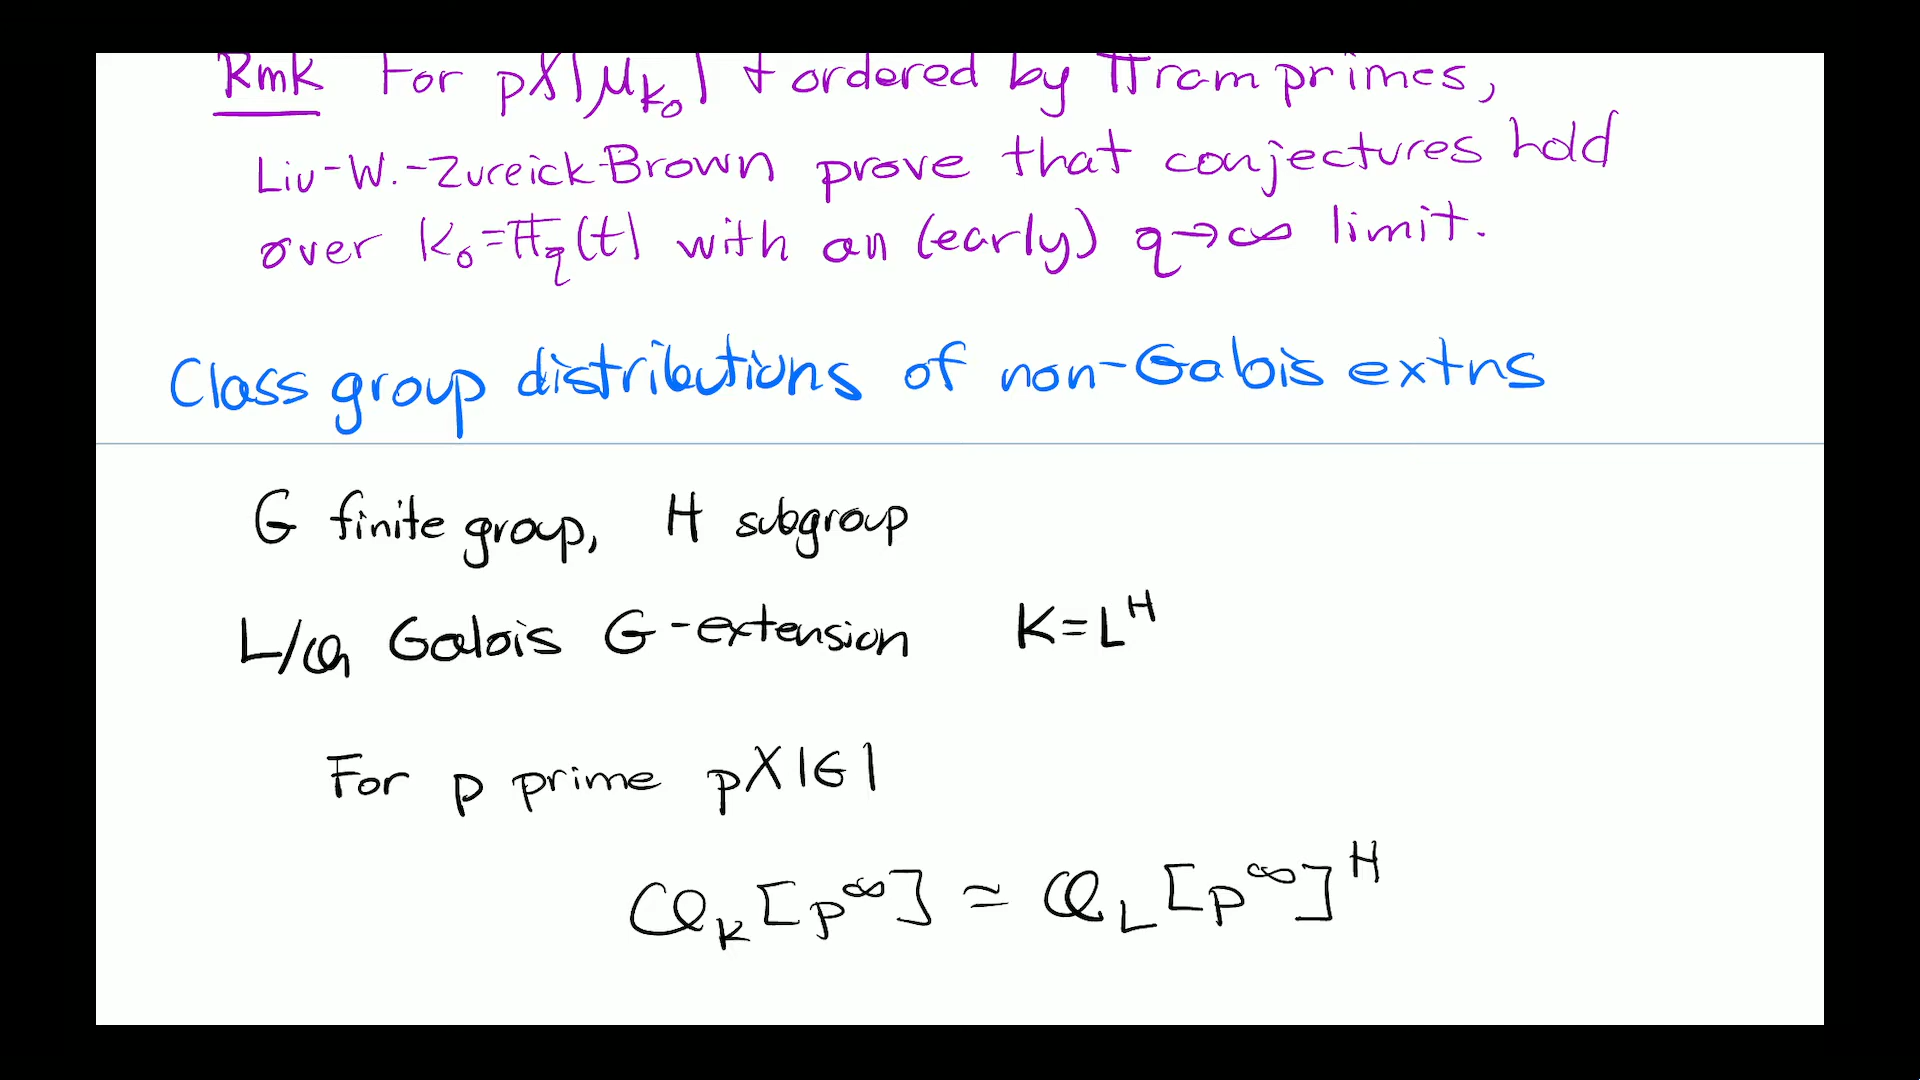 Rmk For p∤|μ_{k_0}| + ordered by π ram primes,
Liu-W.-Zureick-Brown prove that conjectures hold
over k_0=𝔽_q(t) with an (early) q→∞ limit.
Class group distributions of non-Galois extns
G finite group, H subgroup
L/ℚ Galois G-extension K=L^H
For p prime p∤|G|
Cl_K[p^∞] ≃ Cl_L[p^∞]^H